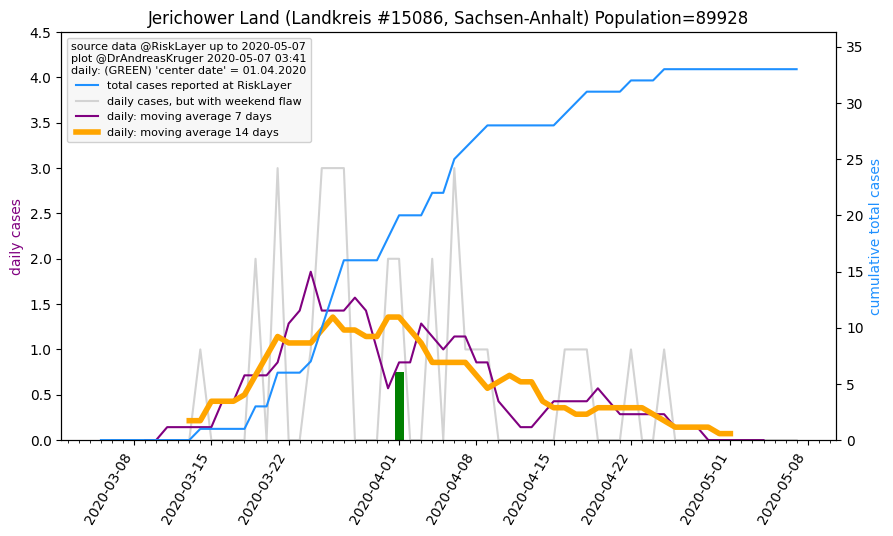 Jerichower Land (Landkreis #15086, Sachsen-Anhalt) Population=89928
source data @RiskLayer up to 2020-05-07
plot @DrAndreasKruger 2020-05-07 03:41
daily: (GREEN) 'center date' = 01.04.2020
total cases reported at RiskLayer
daily cases, but with weekend flaw
daily: moving average 7 days
daily: moving average 14 days
4.5
4.0
3.5
3.0
2.5
2.0
1.5
1.0
0.5
0.0
daily cases
35
30
25
20
15
10
5
0
cumulative total cases
2020-03-08
2020-03-15
2020-03-22
2020-04-01
2020-04-08
2020-04-15
2020-04-22
2020-05-01
2020-05-08